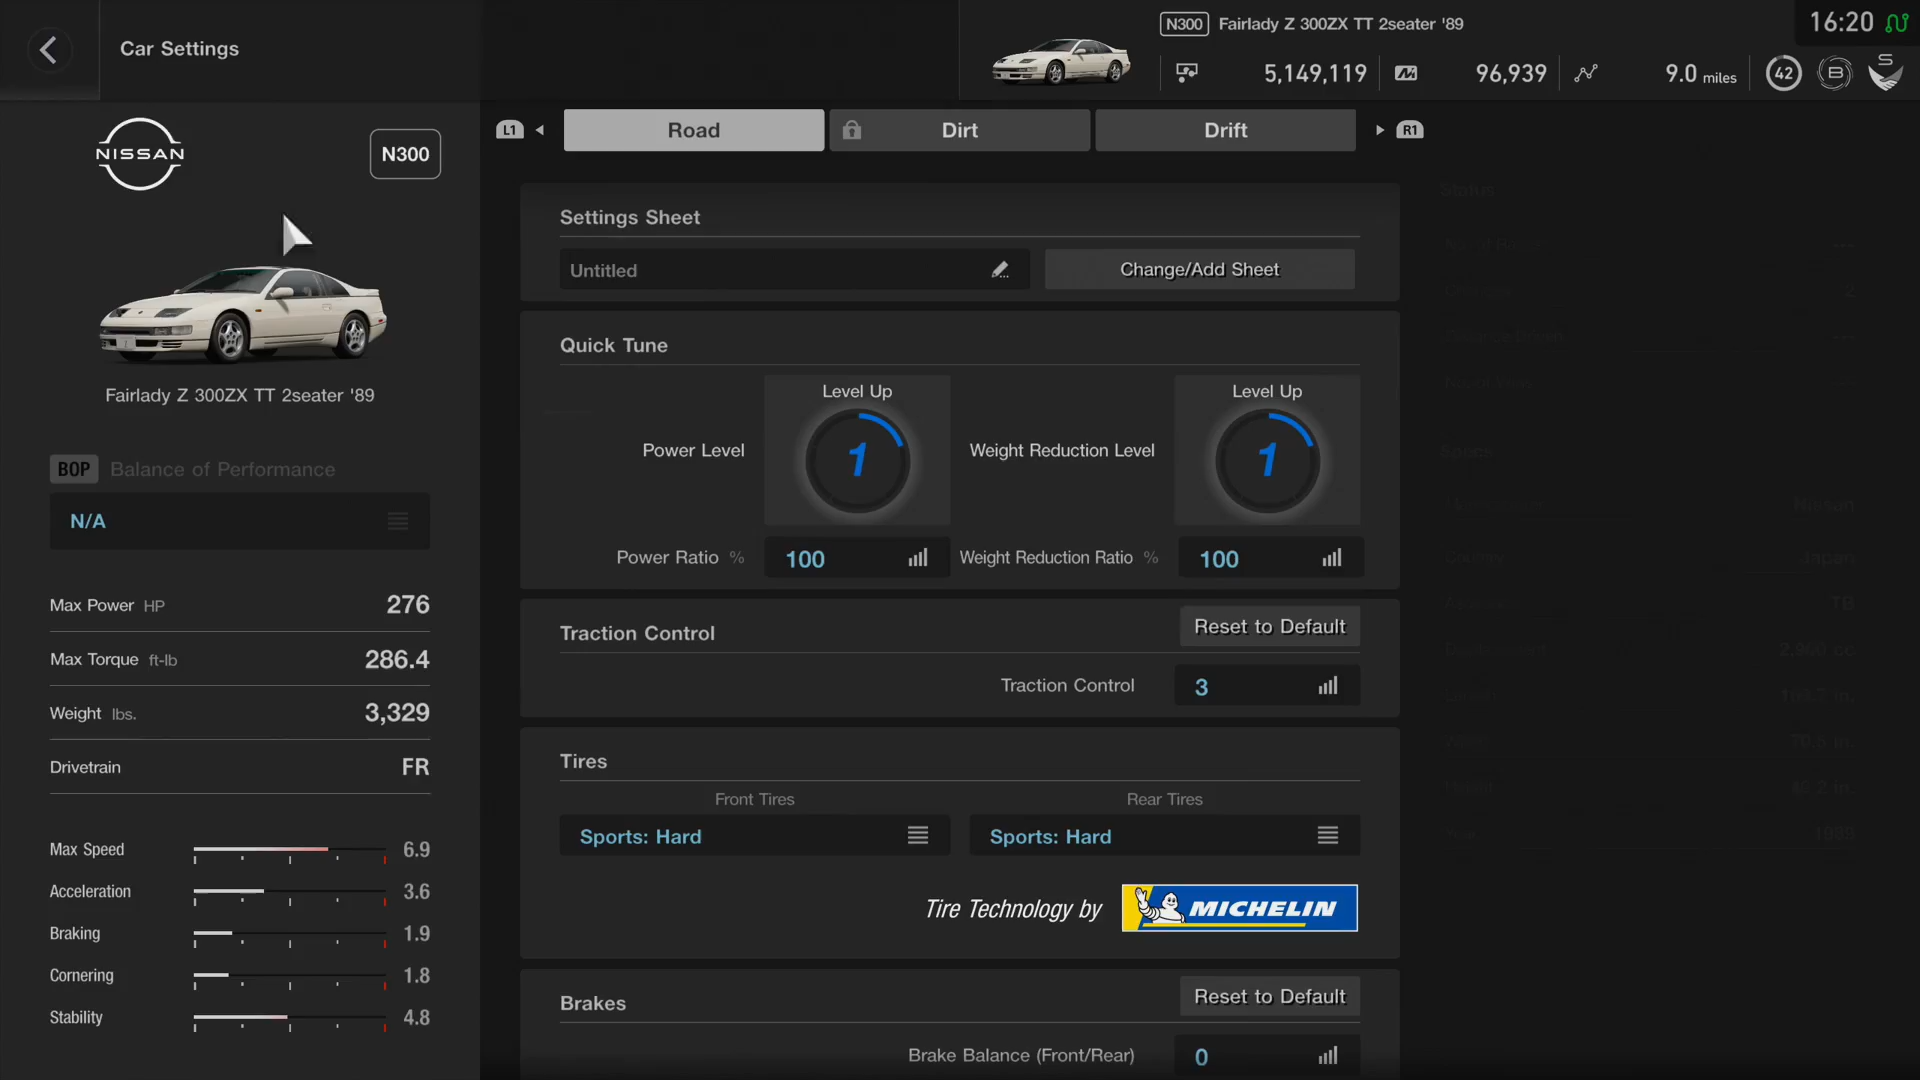 Car Settings
N300 Fairlady Z 300ZX TT 2seater '89
5,149,119
96,939
9.0 miles
42
B
S
16:20
L1
Road
Dirt
Drift
R1
NISSAN
N300
Fairlady Z 300ZX TT 2seater '89
BOP Balance of Performance
N/A
Max Power HP 276
Max Torque ft-lb 286.4
Weight lbs. 3,329
Drivetrain FR
Max Speed 6.9
Acceleration 3.6
Braking 1.9
Cornering 1.8
Stability 4.8
Settings Sheet
Untitled
Change/Add Sheet
Quick Tune
Power Level
Level Up
1
Weight Reduction Level
Level Up
1
Power Ratio % 100
Weight Reduction Ratio % 100
Traction Control
Reset to Default
Traction Control 3
Tires
Front Tires
Rear Tires
Sports: Hard
Sports: Hard
Tire Technology by
MICHELIN
Brakes
Reset to Default
Brake Balance (Front/Rear) 0
Status
Nissan
Japan
TB